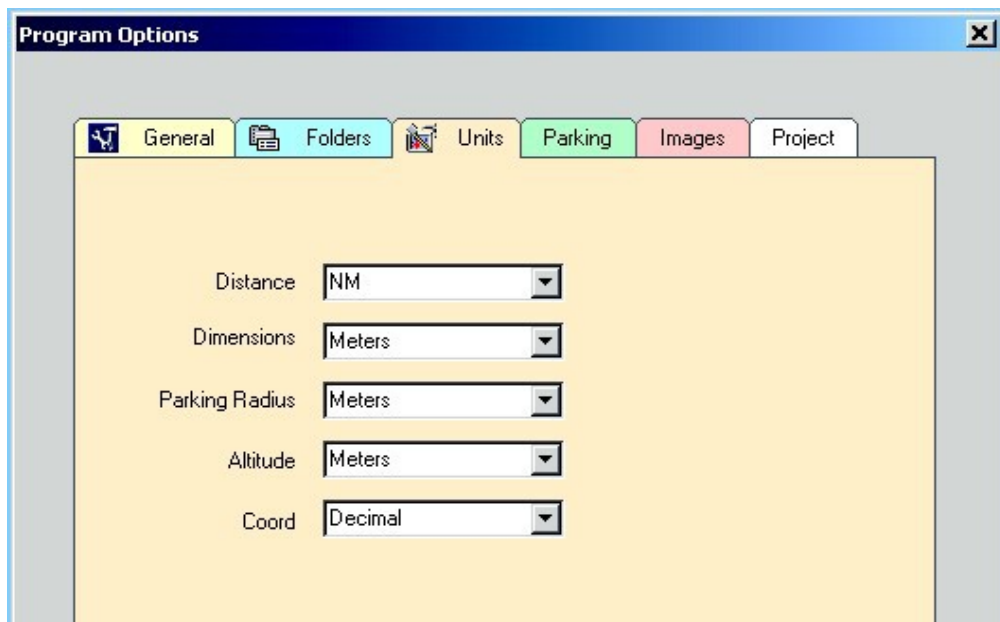 Program Options
General Folders Units Parking Images Project
Distance NM
Dimensions Meters
Parking Radius Meters
Altitude Meters
Coord Decimal